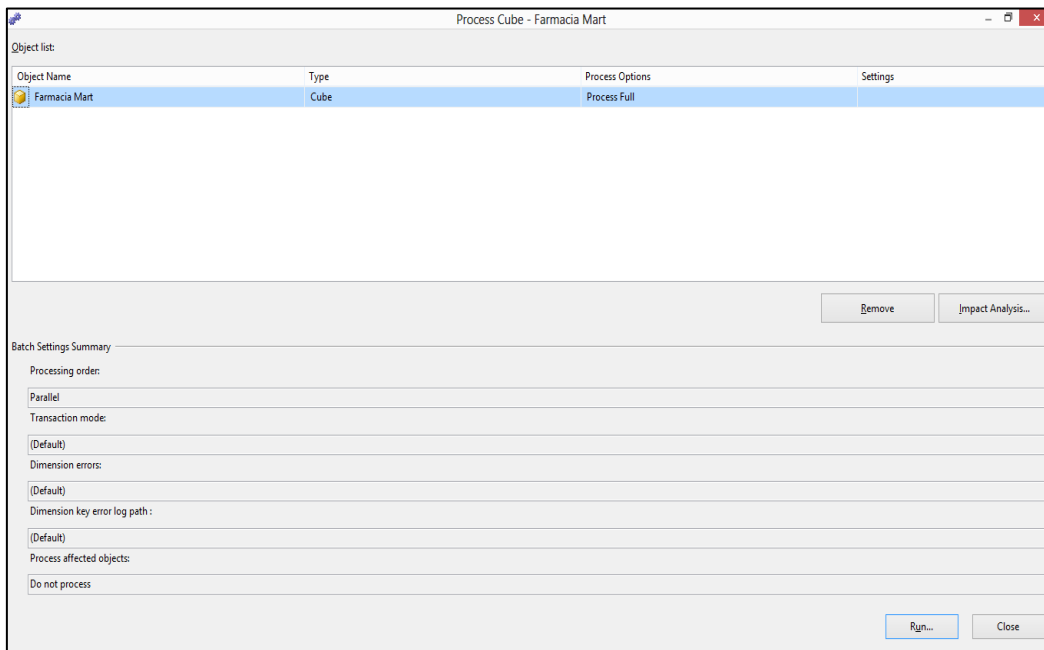 Process Cube - Farmacia Mart
Object list:
Object Name Type Process Options Settings
Farmacia Mart Cube Process Full
Remove Impact Analysis...
Batch Settings Summary
Processing order:
Parallel
Transaction mode:
(Default)
Dimension errors:
(Default)
Dimension key error log path :
(Default)
Process affected objects:
Do not process
Run... Close